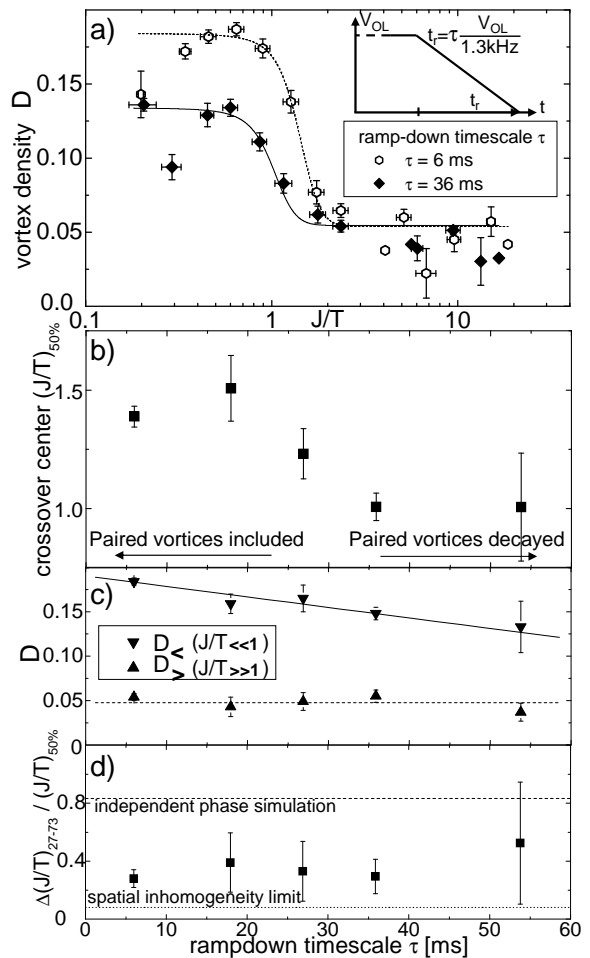 a)
vortex density D
0.15
0.10
0.05
0.0
V_OL
t_r=τ V_OL / 1.3kHz
t_r
t
ramp-down timescale τ
τ = 6 ms
τ = 36 ms
0.1
1
J/T
10
b)
crossover center (J/T)_50%
1.5
1.0
Paired vortices included
Paired vortices decayed
c)
D
0.15
0.10
0.05
0
D_< (J/T<<1)
D_> (J/T>>1)
d)
Δ(J/T)_27-73 / (J/T)_50%
0.8
0.4
0
independent phase simulation
spatial inhomogeneity limit
0
10
20
30
40
50
60
rampdown timescale τ [ms]